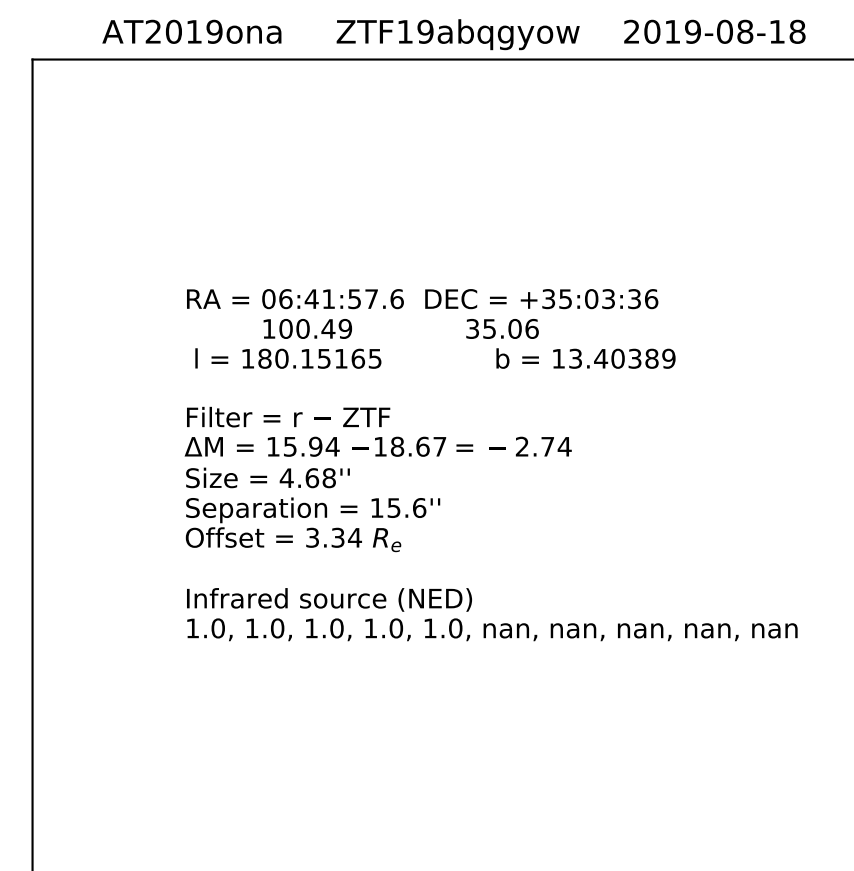 AT2019ona ZTF19abqgyow 2019-08-18
RA = 06:41:57.6 DEC = +35:03:36
100.49 35.06
l = 180.15165 b = 13.40389
Filter = r − ZTF
ΔM = 15.94 −18.67 = − 2.74
Size = 4.68''
Separation = 15.6''
Offset = 3.34 Re
Infrared source (NED)
1.0, 1.0, 1.0, 1.0, 1.0, nan, nan, nan, nan, nan